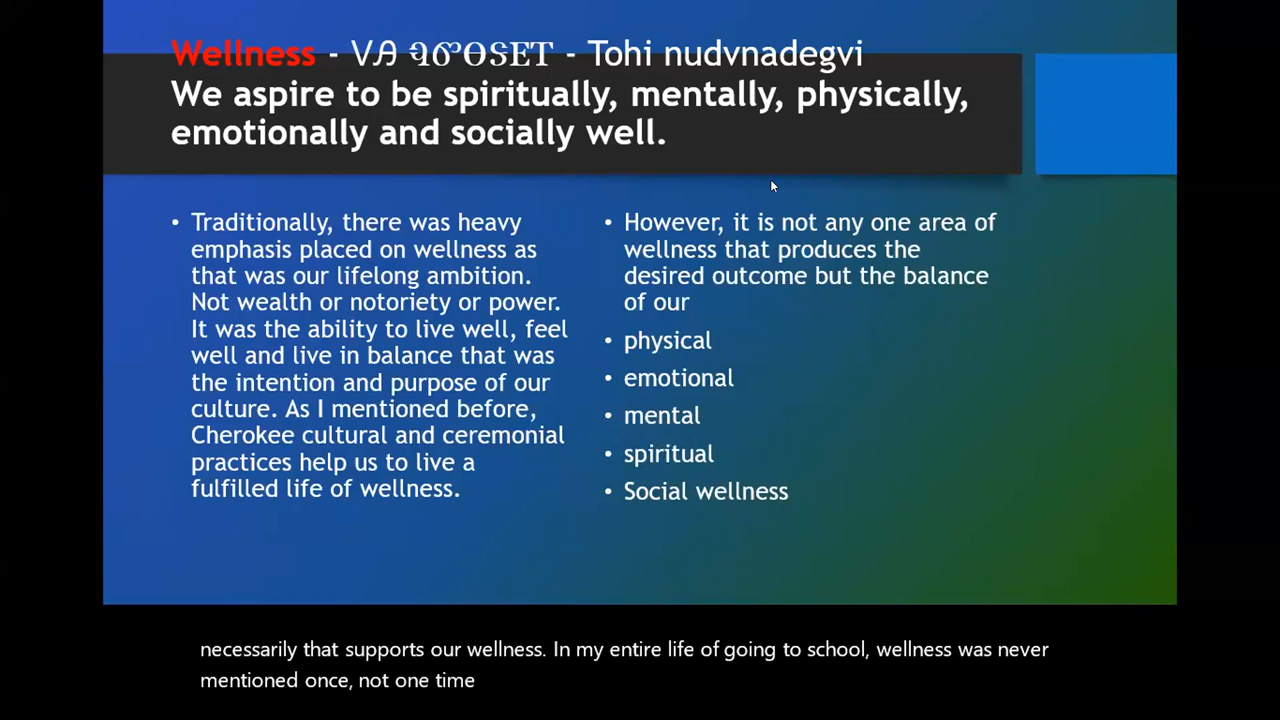 Wellness - ᏙᎯ ᏄᏛᎾᏚᎬᎢ - Tohi nudvnadegvi
We aspire to be spiritually, mentally, physically,
emotionally and socially well.
• Traditionally, there was heavy
emphasis placed on wellness as
that was our lifelong ambition.
Not wealth or notoriety or power.
It was the ability to live well, feel
well and live in balance that was
the intention and purpose of our
culture. As I mentioned before,
Cherokee cultural and ceremonial
practices help us to live a
fulfilled life of wellness.
• However, it is not any one area of
wellness that produces the
desired outcome but the balance
of our
• physical
• emotional
• mental
• spiritual
• Social wellness
necessarily that supports our wellness. In my entire life of going to school, wellness was never
mentioned once, not one time